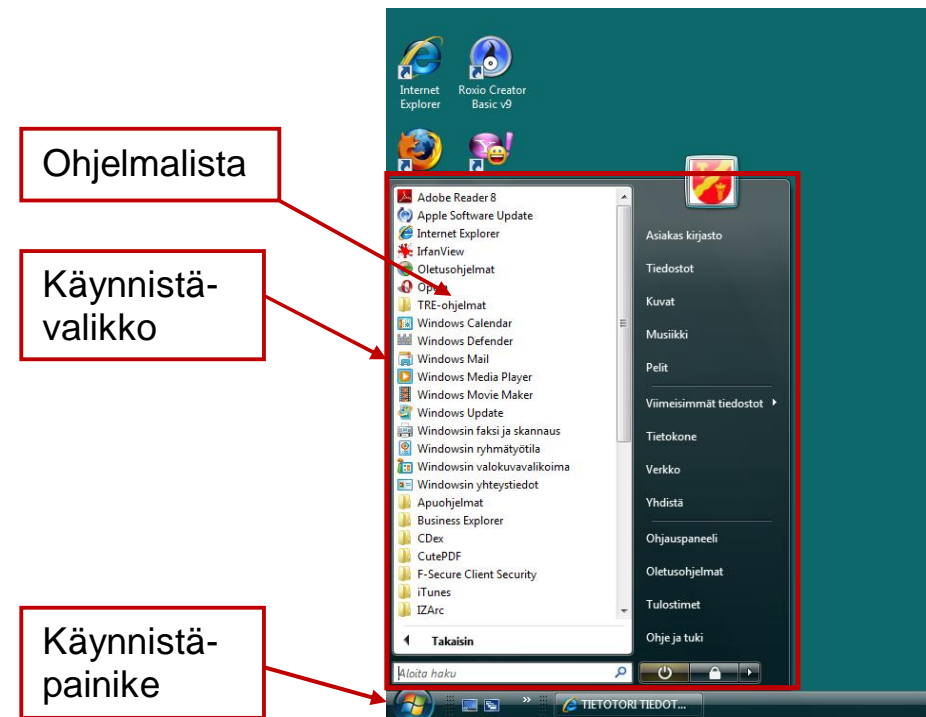 Internet
Explorer
Roxio Creator
Basic v9
Ohjelmalista
Käynnistä-
valikko
Käynnistä-
painike
Adobe Reader 8
Apple Software Update
Internet Explorer
IrfanView
Oletusohjelmat
TRE-ohjelmat
Windows Calendar
Windows Defender
Windows Mail
Windows Media Player
Windows Movie Maker
Windows Update
Windowsin faksi ja skannaus
Windowsin ryhmätyötila
Windowsin valokuvavalikoima
Windowsin yhteystiedot
Apuohjelmat
Business Explorer
CDex
CutePDF
F-Secure Client Security
iTunes
IZArc
Takaisin
Aloita haku
Asiakas kirjasto
Tiedostot
Kuvat
Musiikki
Pelit
Viimeisimmät tiedostot
Tietokone
Verkko
Yhdistä
Ohjauspaneeli
Oletusohjelmat
Tulostimet
Ohje ja tuki
TIETOTORI TIEDOT...